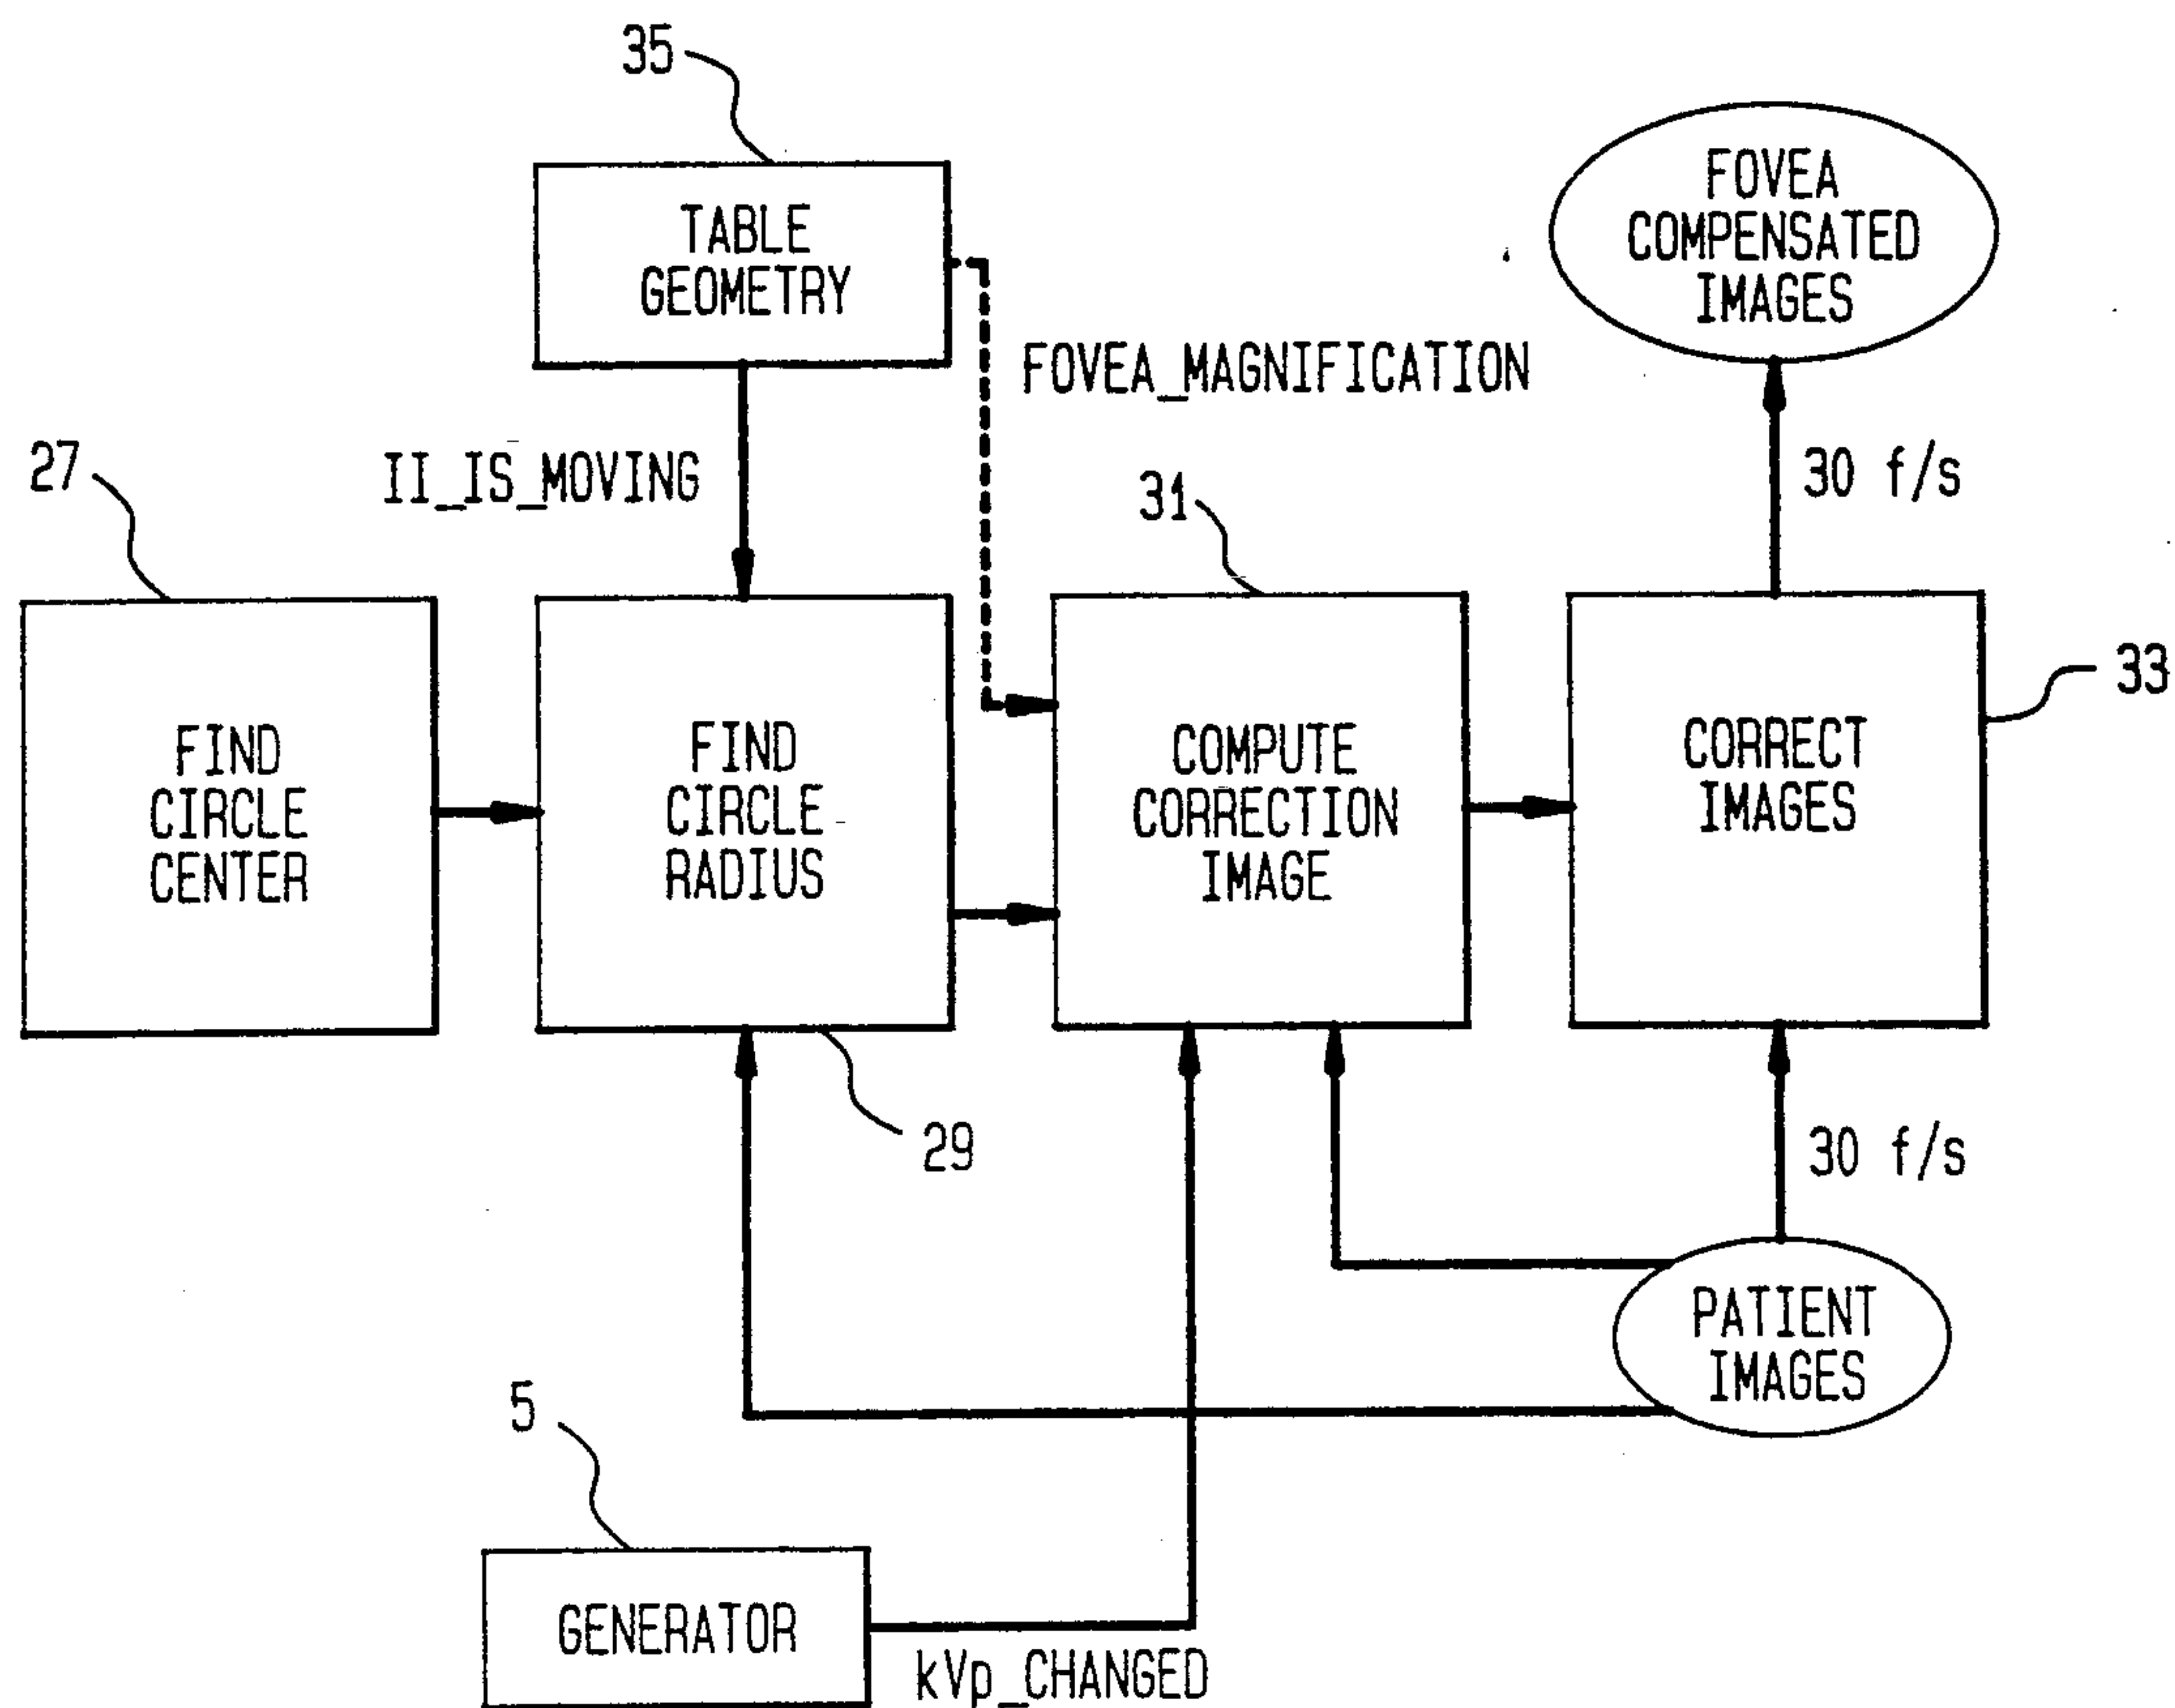 35
TABLE
GEOMETRY
FOVEA
COMPENSATED
IMAGES
FOVEA_MAGNIFICATION
27
II_IS_MOVING
31
30 f/s
33
FIND
CIRCLE
CENTER
FIND
CIRCLE
RADIUS
COMPUTE
CORRECTION
IMAGE
CORRECT
IMAGES
29
30 f/s
PATIENT
IMAGES
5
GENERATOR
kVp_CHANGED